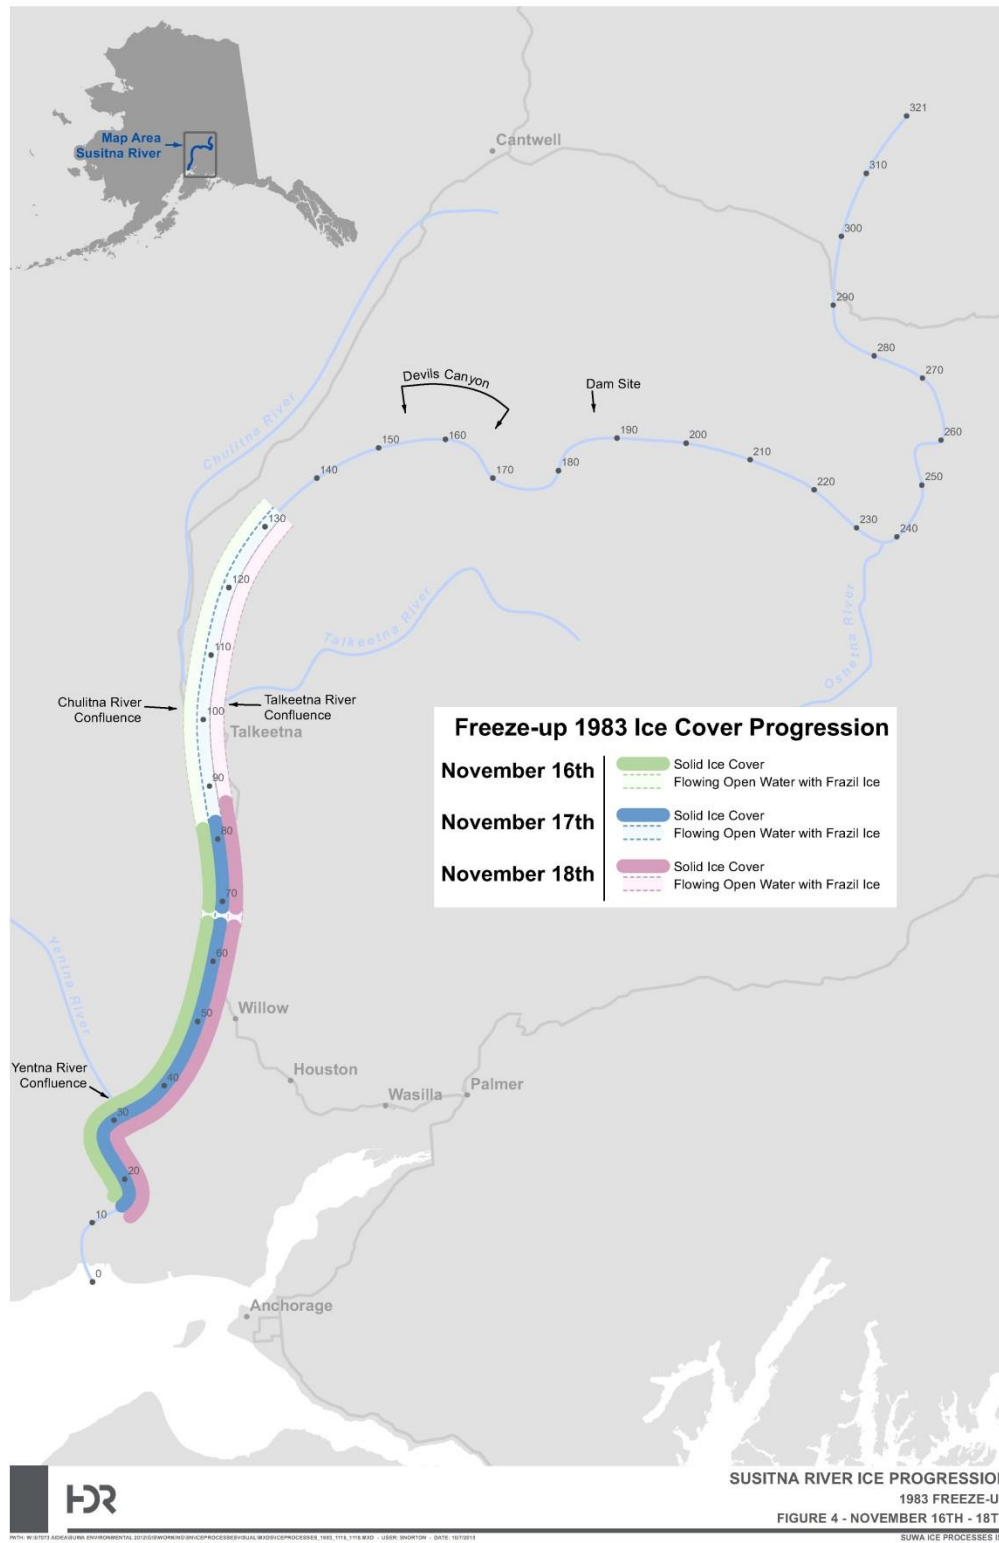 Map Area
Susitna River
Cantwell
321
310
300
290
280
270
260
250
240
230
220
210
200
190
180
170
160
150
140
130
120
110
100
90
80
70
60
50
40
30
20
10
0
Devils Canyon
Dam Site
Chulitna River
Talkeetna River
Oshetna River
Yentna River
Chulitna River
Confluence
Talkeetna River
Confluence
Talkeetna
Freeze-up 1983 Ice Cover Progression
November 16th
Solid Ice Cover
Flowing Open Water with Frazil Ice
November 17th
Solid Ice Cover
Flowing Open Water with Frazil Ice
November 18th
Solid Ice Cover
Flowing Open Water with Frazil Ice
Willow
Yentna River
Confluence
Houston
Wasilla
Palmer
Anchorage
HDR
SUSITNA RIVER ICE PROGRESSION
1983 FREEZE-U
FIGURE 4 - NOVEMBER 16TH - 18T
SUWA ICE PROCESSES IS